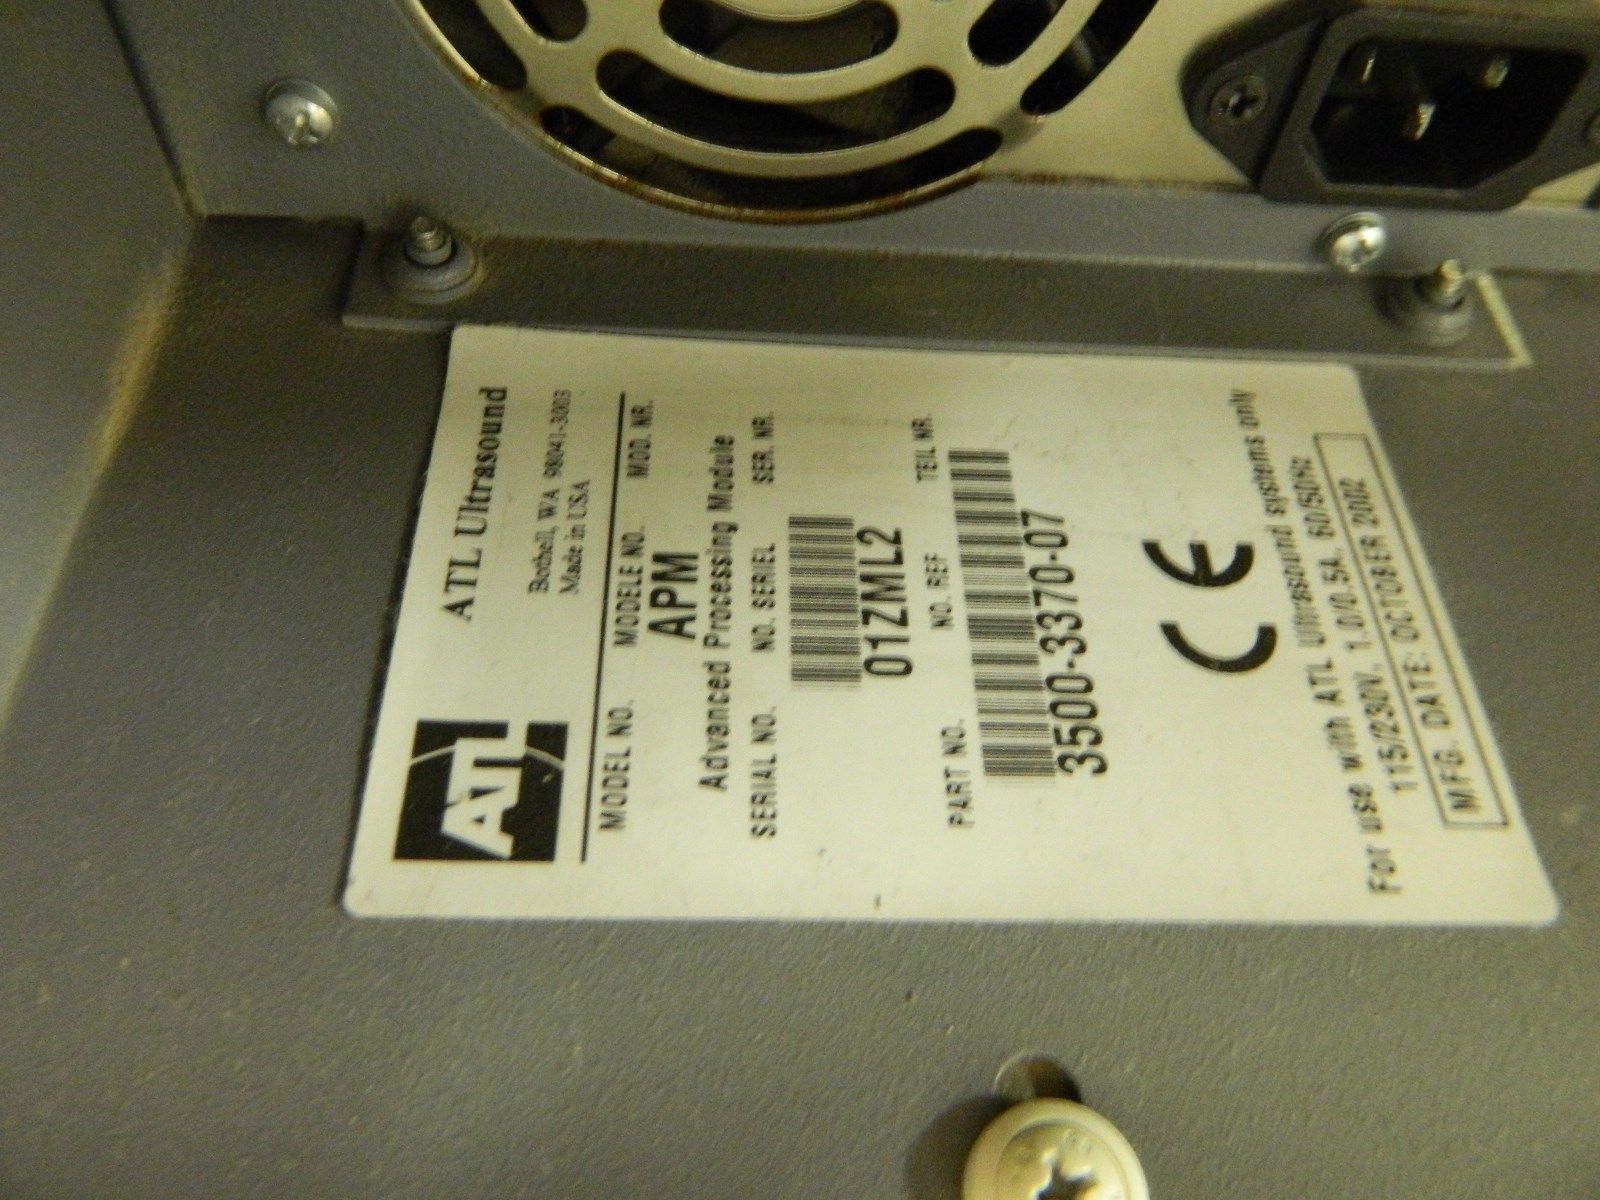 ATL
ATL Ultrasound
Bothell, WA 98041-3003
Made in USA
MODEL NO. MODELE NO. MOD. NR.
APM
Advanced Processing Module
SERIAL NO. NO. SERIEL SER. NR.
01ZML2
PART NO. NO. REF TEIL NR.
3500-3370-07
CE
For use with ATL Ultrasound systems only
115/230V, 1.0/0.5A, 60/50Hz
MFG. DATE: OCTOBER 2002